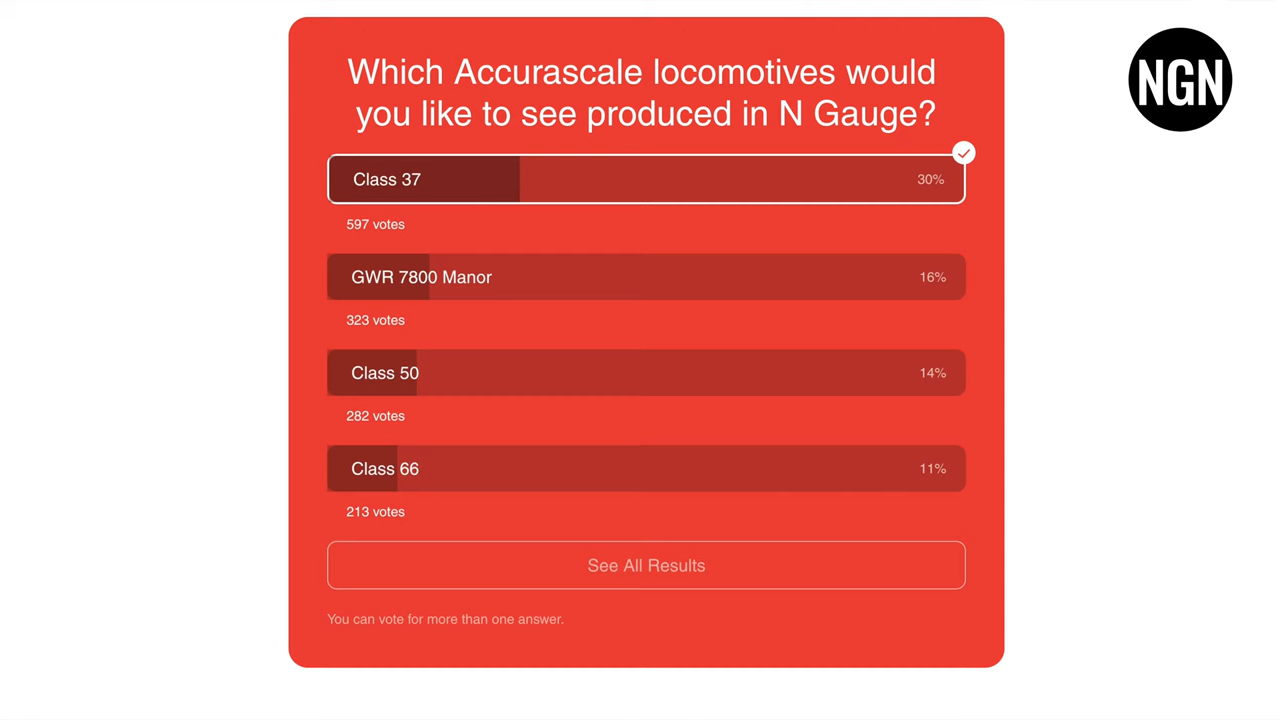 Which Accurascale locomotives would
you like to see produced in N Gauge?
NGN
Class 37
30%
597 votes
GWR 7800 Manor
16%
323 votes
Class 50
14%
282 votes
Class 66
11%
213 votes
See All Results
You can vote for more than one answer.